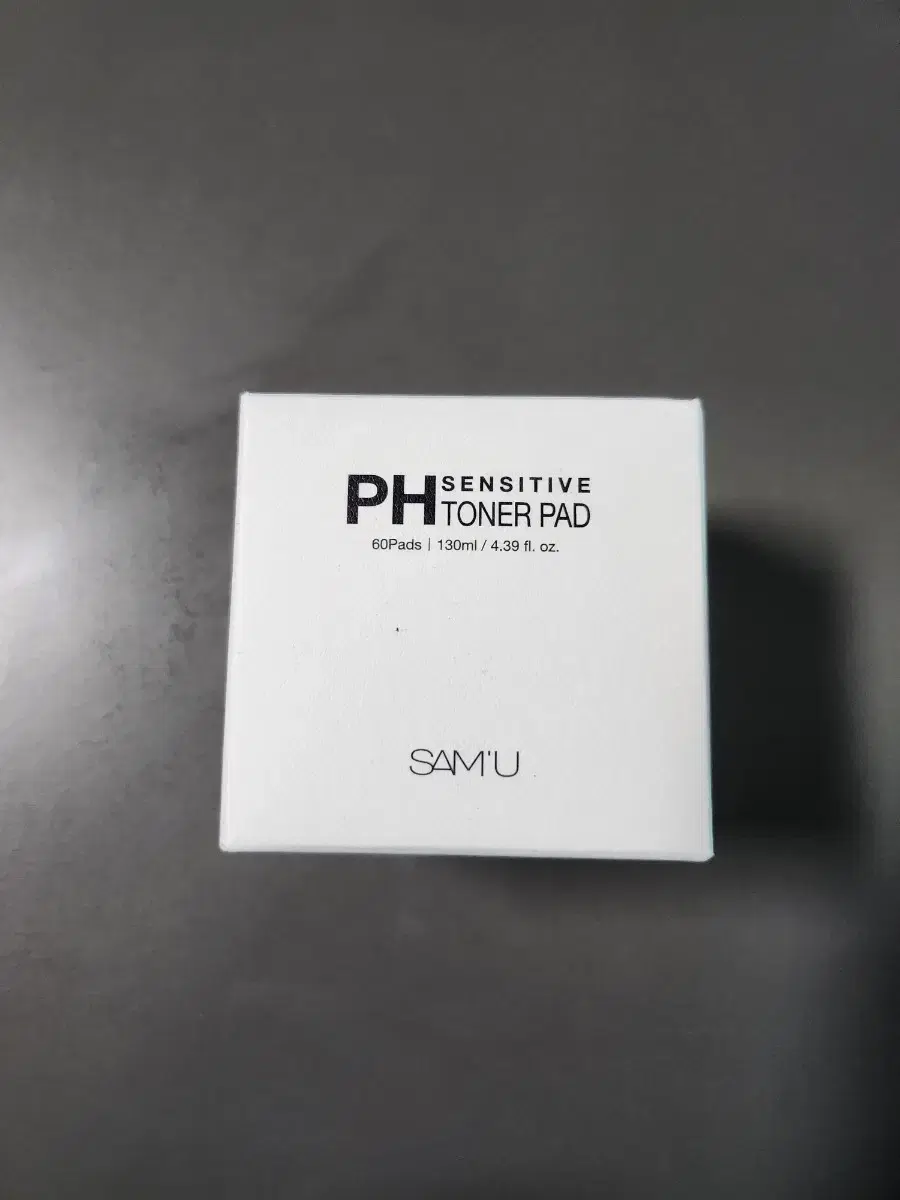 PH SENSITIVE
TONER PAD
60Pads | 130ml / 4.39 fl. oz.
SAM'U